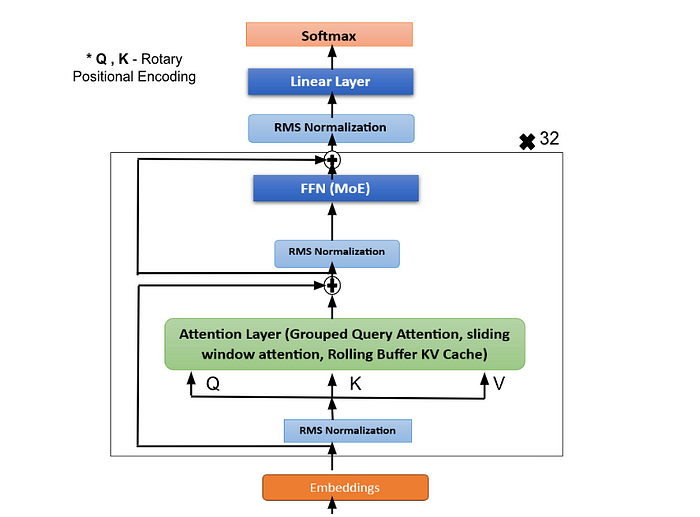 Softmax
* Q , K - Rotary
Positional Encoding
Linear Layer
RMS Normalization
✖ 32
FFN (MoE)
RMS Normalization
Attention Layer (Grouped Query Attention, sliding
window attention, Rolling Buffer KV Cache)
Q K V
RMS Normalization
Embeddings